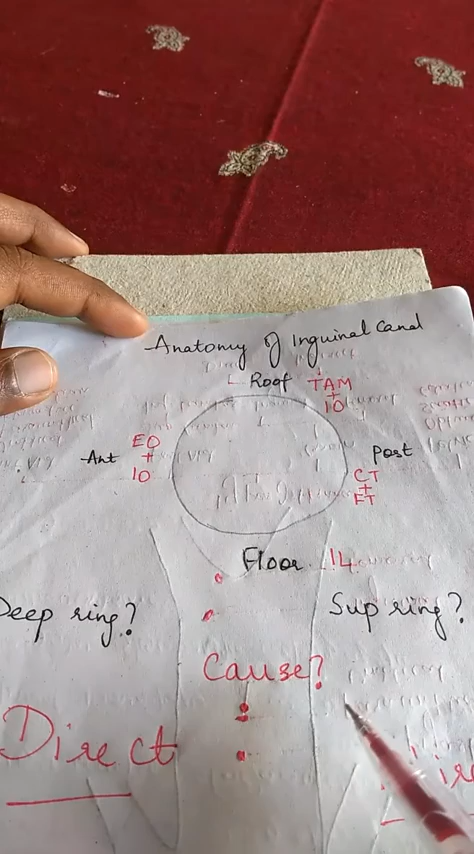 Anatomy of Inguinal Canal
Roof TAM
+
IO
Ant EO
+
IO
Post
CT
+
FT
Floor. 14
Deep ring?
Sup ring?
Cause?
Direct